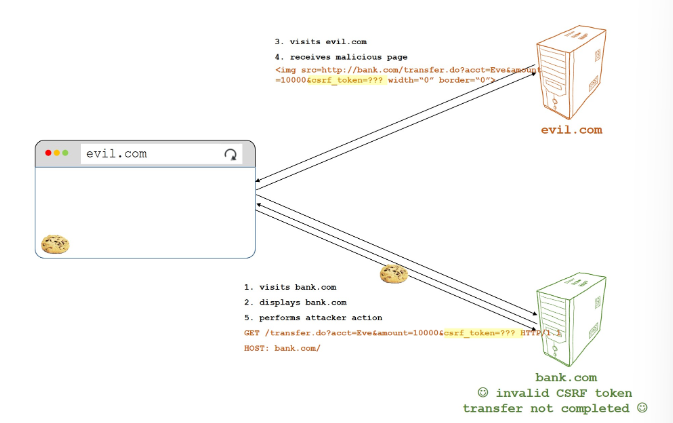 3. visits evil.com
4. receives malicious page
<img src=http://bank.com/transfer.do?acct=Eve&amount
=10000&csrf_token=??? width="0" border="0">
evil.com
evil.com
1. visits bank.com
2. displays bank.com
5. performs attacker action
GET /transfer.do?acct=Eve&amount=10000&csrf_token=??? HTTP/1.1
HOST: bank.com/
bank.com
☺ invalid CSRF token
transfer not completed ☺